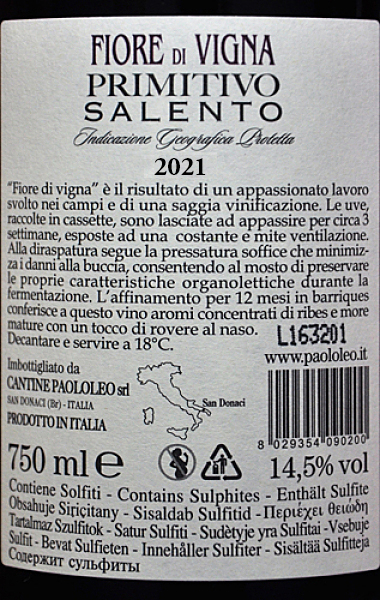 FIORE DI VIGNA
PRIMITIVO
SALENTO
Indicazione Geografica Protetta
2021
"Fiore di vigna" è il risultato di un appassionato lavoro
svolto nei campi e di una saggia vinificazione. Le uve,
raccolte in cassette, sono lasciate ad appassire per circa 3
settimane, esposte ad una costante e mite ventilazione.
Alla diraspatura segue la pressatura soffice che minimiz-
za i danni alla buccia, consentendo al mosto di preservare
le proprie caratteristiche organolettiche durante la
fermentazione. L'affinamento per 12 mesi in barriques
conferisce a questo vino aromi concentrati di ribes e more
mature con un tocco di rovere al naso.
Decantare e servire a 18°C.
L163201
www.paololeo.it
Imbottigliato da
CANTINE PAOLOLEO srl
SAN DONACI (Br) - ITALIA
PRODOTTO IN ITALIA
San Donaci
8 029354 090200
750 ml e
14,5% vol
Contiene Solfiti - Contains Sulphites - Enthält Sulfite
Obsahuje Siriçitany - Sisaldab Sulfitid - Περιέχει θειώδη
Tartalmaz Szulfitok - Satur Sulfiti - Sudėtyje yra Sulfitai - Vsebuje
Sulfit - Bevat Sulfieten - Innehåller Sulfiter - Sisältää Sulfitteja
Содержит сульфиты